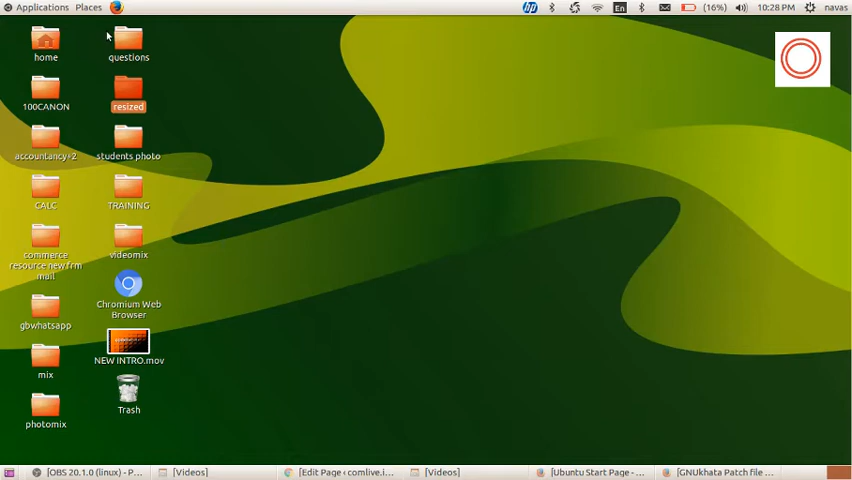 Applications Places
En (16%) 10:28 PM navas
home
questions
100CANON
resized
accountancy+2
students photo
CALC
TRAINING
commerce
resource new frm
mail
videomix
Chromium Web
Browser
gbwhatsapp
mix
NEW INTRO.mov
photomix
Trash
[OBS 20.1.0 (linux) - P... [Videos] [Edit Page ‹ comlive.i... [Videos] [Ubuntu Start Page - ... [GNUkhata Patch file ...